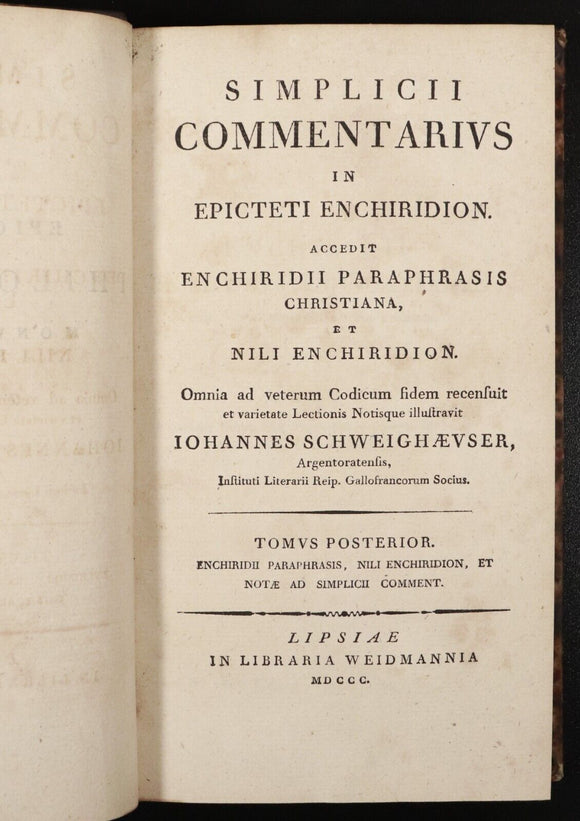 SIMPLICII
COMMENTARIVS
IN
EPICTETI ENCHIRIDION.
ACCEDIT
ENCHIRIDII PARAPHRASIS
CHRISTIANA,
ET
NILI ENCHIRIDION.
Omnia ad veterum Codicum fidem recenſuit
et varietate Lectionis Notisque illuſtravit
IOHANNES SCHWEIGHÆVSER,
Argentoratenſis,
Inſtituti Literarii Reip. Gallofrancorum Socius.
TOMVS POSTERIOR.
ENCHIRIDII PARAPHRASIS, NILI ENCHIRIDION, ET
NOTÆ AD SIMPLICII COMMENT.
LIPSIAE
IN LIBRARIA WEIDMANNIA
MDCCC.